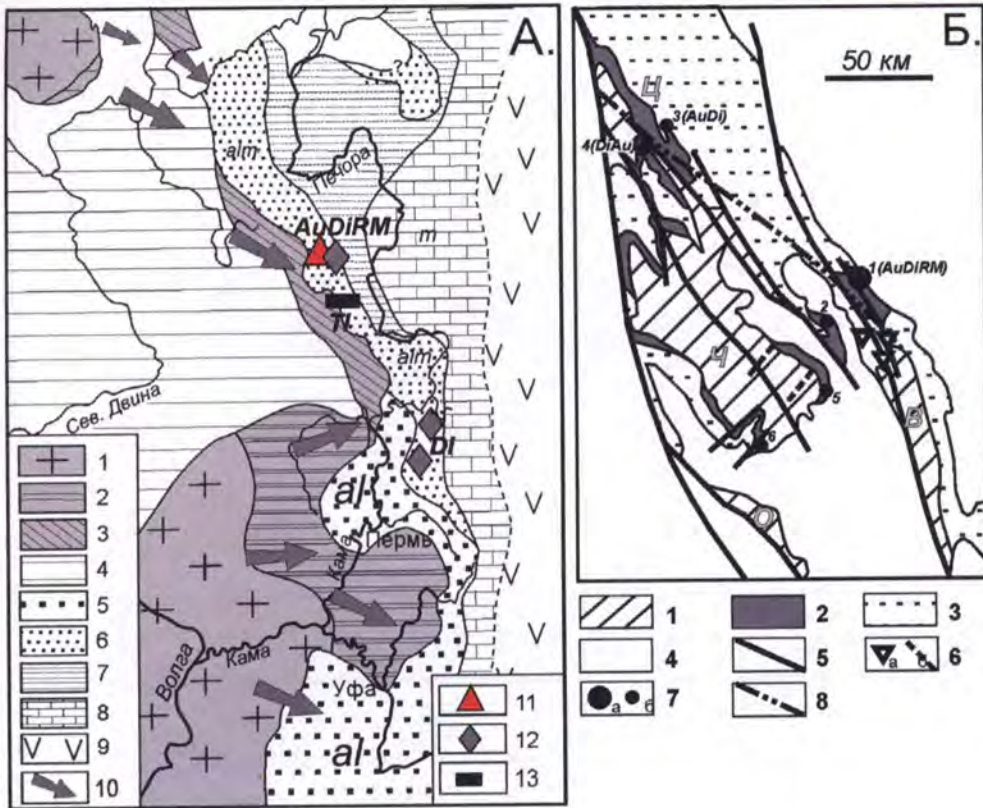 А.
alm
Печора
AuDiRM
m
TI
alm
Сев. Двина
DI
al
Пермь
Кама
Кама
Волга
Уфа
al
1
2
3
4
5
6
7
8
9
10
11
12
13
Б.
50 км
Ч
3(AuDi)
4(DiAu)
1(AuDiRM)
2
Ч
5
6
В
О
1
2
3
4
5
а
б
6
7
а
б
8